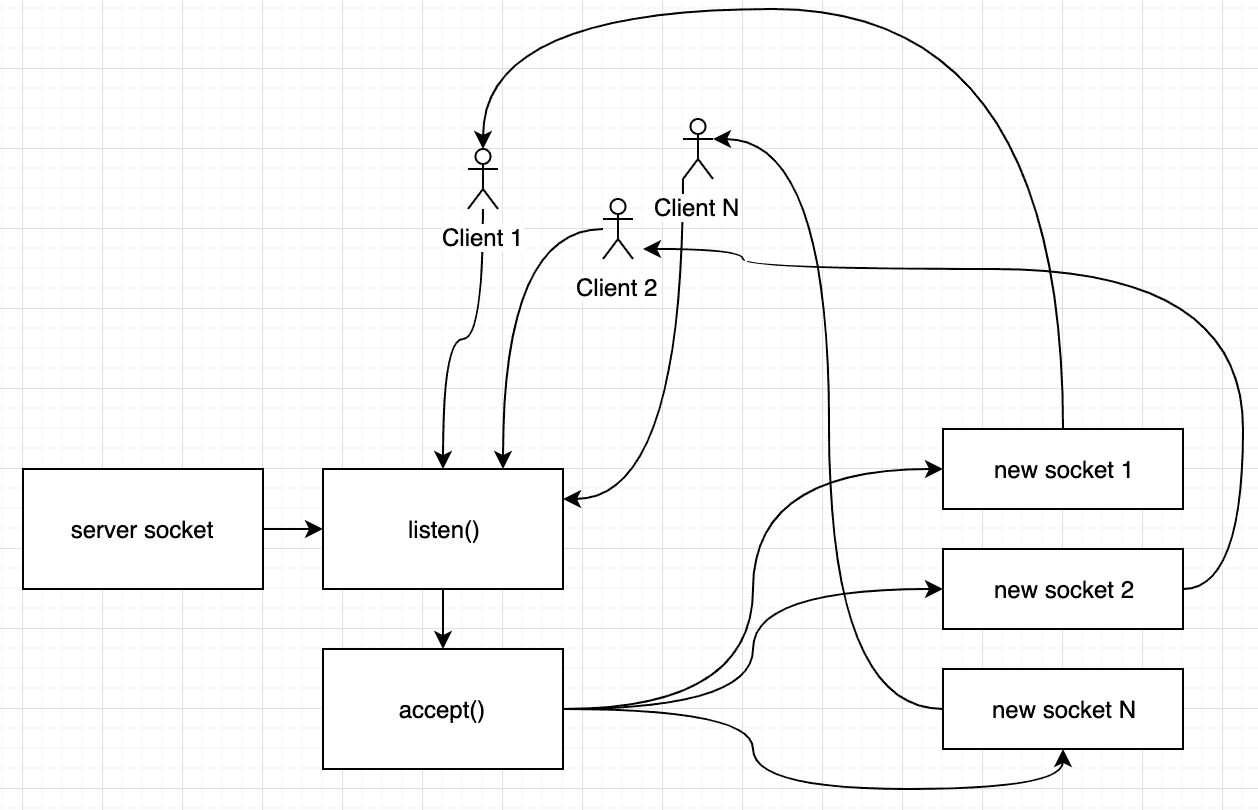 Client N
Client 1
Client 2
new socket 1
server socket
listen()
new socket 2
accept()
new socket N